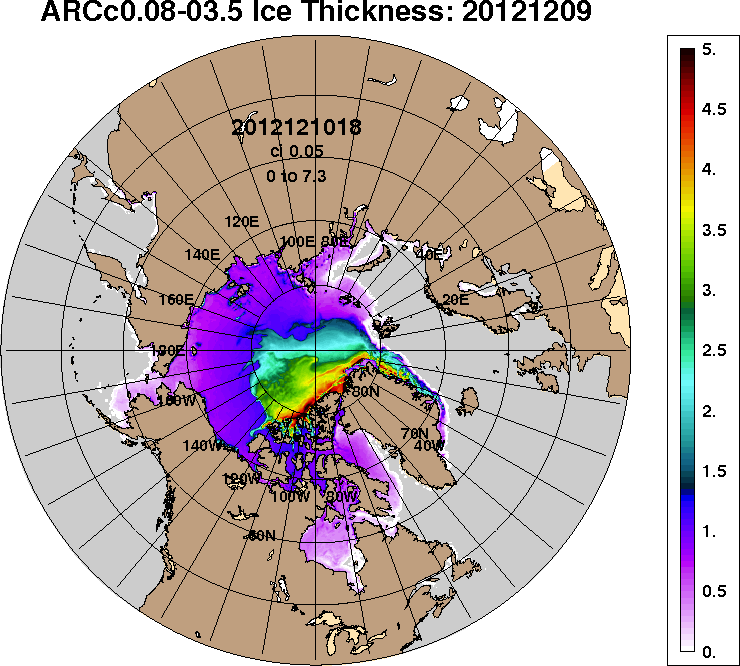 ARCc0.08-03.5 Ice Thickness: 20121209
2012121018
ci 0.05
0 to 7.3
120E
100E
80E
140E
40E
160E
20E
180E
160W
80N
140W
70N
40W
120W
100W
80W
60N
5.
4.5
4.
3.5
3.
2.5
2.
1.5
1.
0.5
0.